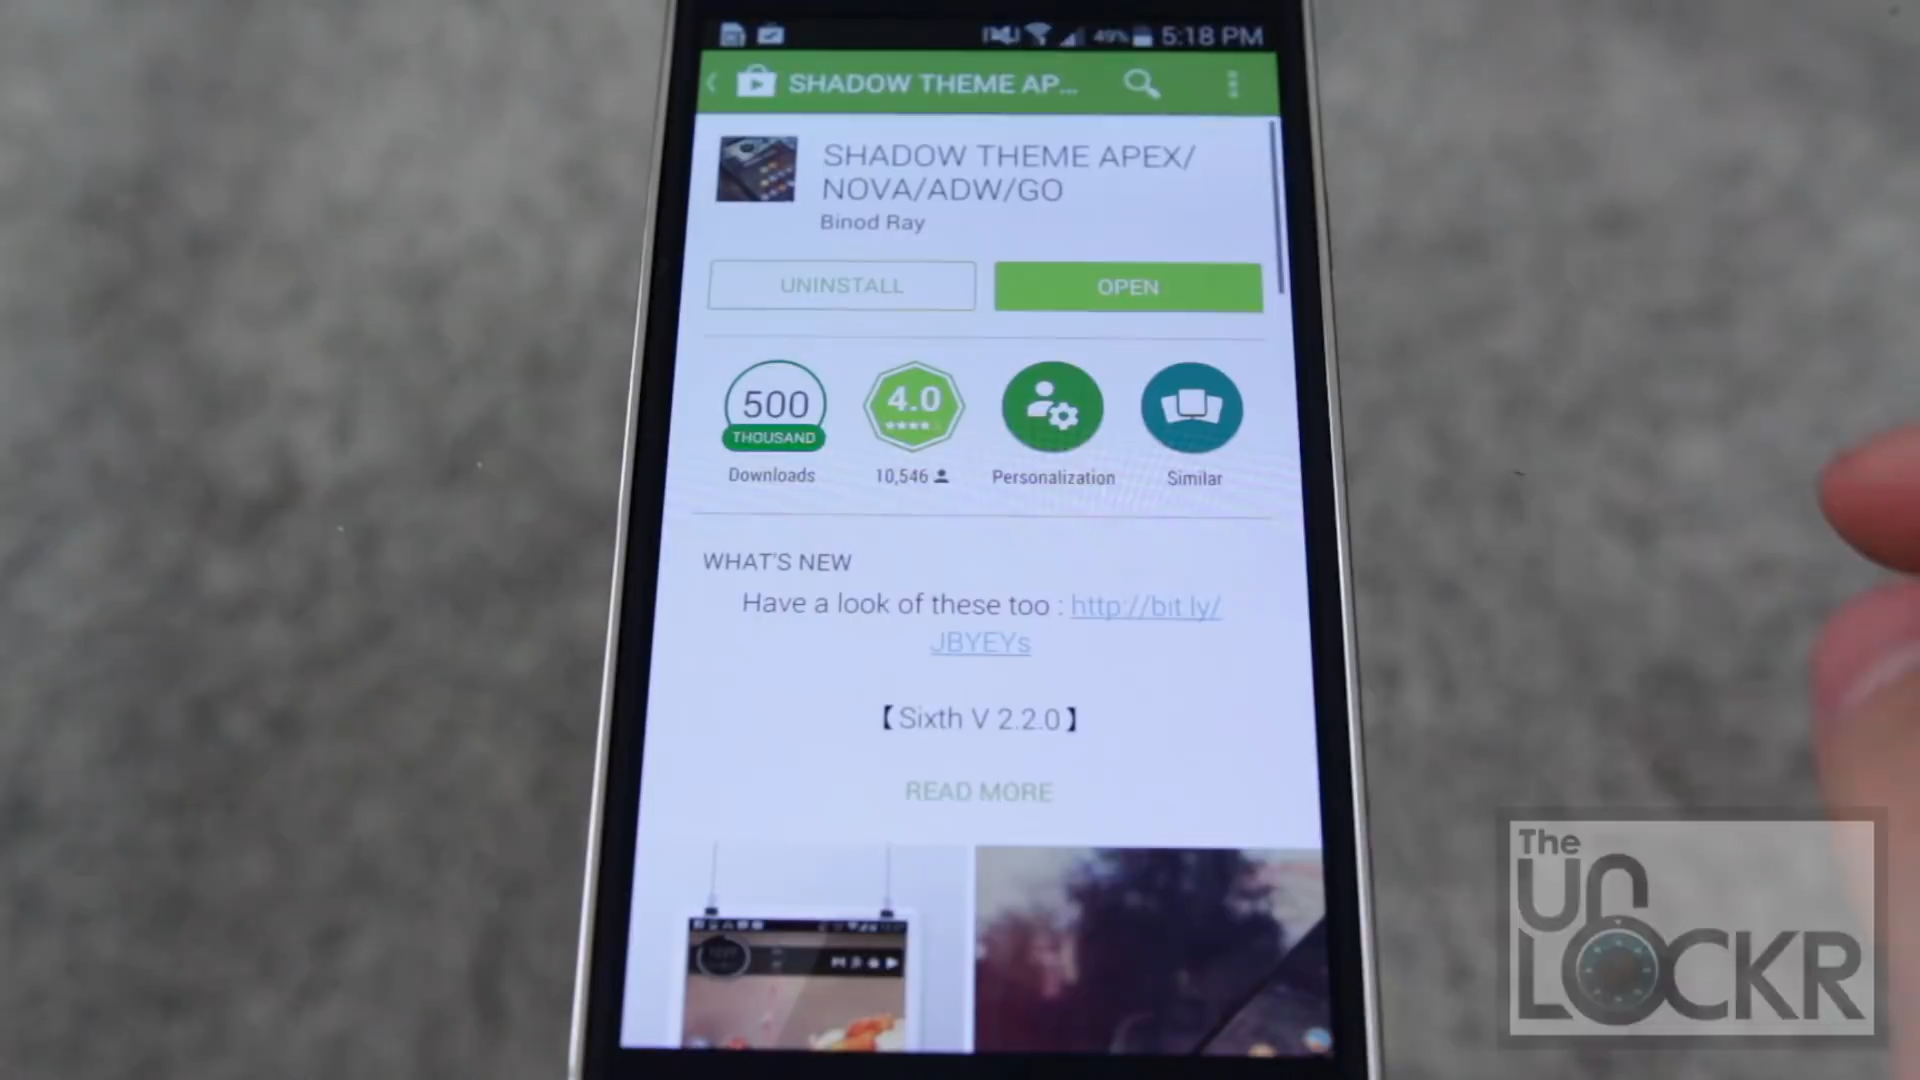 49% 5:18 PM
SHADOW THEME AP...
SHADOW THEME APEX/
NOVA/ADW/GO
Binod Ray
UNINSTALL
OPEN
500
THOUSAND
Downloads
4.0
10,546
Personalization
Similar
WHAT'S NEW
Have a look of these too : http://bit.ly/
JBYEYs
【Sixth V 2.2.0】
READ MORE
The
UN
LOCKR